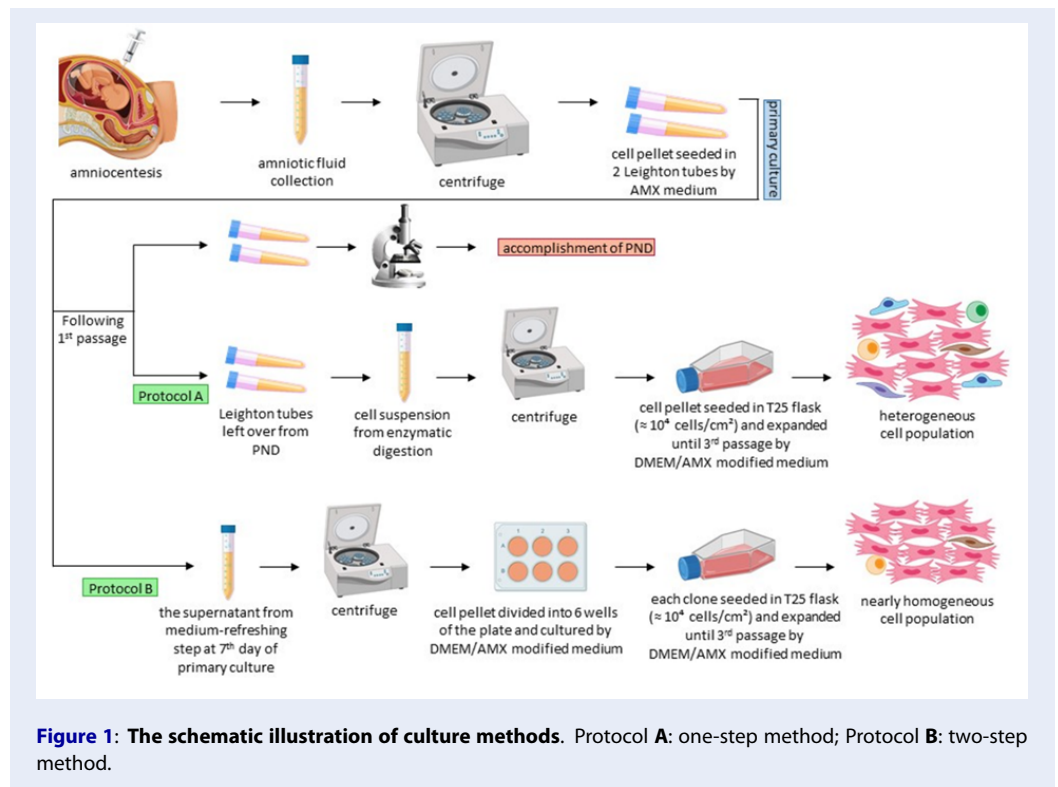 amniocentesis
amniotic fluid
collection
centrifuge
cell pellet seeded in
2 Leighton tubes by
AMX medium
primary culture
accomplishment of PND
Following
1st passage
Protocol A
Leighton tubes
left over from
PND
cell suspension
from enzymatic
digestion
centrifuge
cell pellet seeded in T25 flask
(≈ 10⁴ cells/cm²) and expanded
until 3rd passage by
DMEM/AMX modified medium
heterogeneous
cell population
Protocol B
the supernatant from
medium-refreshing
step at 7th day of
primary culture
centrifuge
1 2 3
A
B
cell pellet divided into 6 wells
of the plate and cultured by
DMEM/AMX modified medium
each clone seeded in T25 flask
(≈ 10⁴ cells/cm²) and expanded
until 3rd passage by
DMEM/AMX modified medium
nearly homogeneous
cell population
Figure 1: The schematic illustration of culture methods. Protocol A: one-step method; Protocol B: two-step
method.